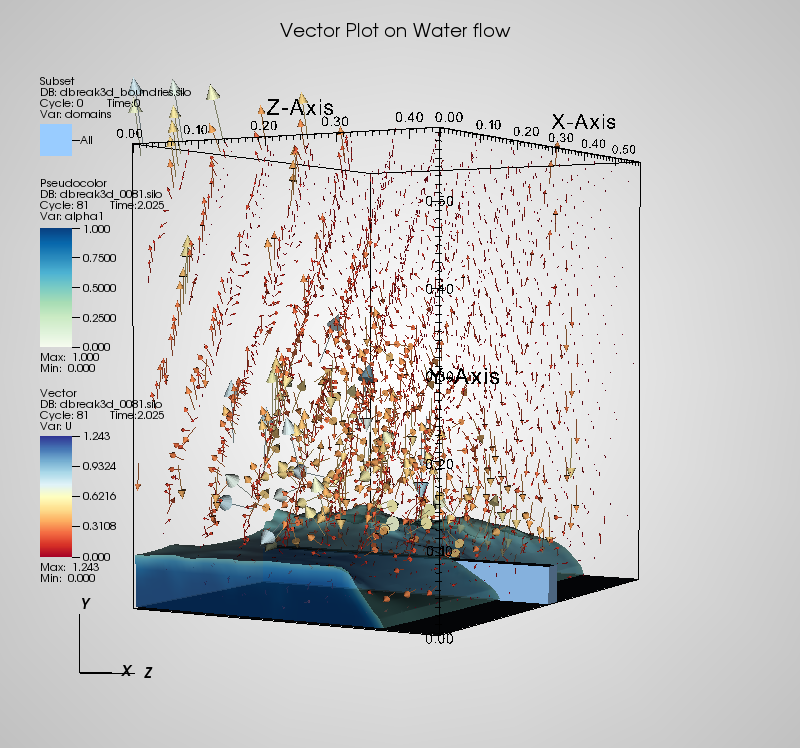 Vector Plot on Water flow
Subset
DB: dbreak3d_boundries.silo
Cycle: 0 Time:0
Var: domains
All
Pseudocolor
DB: dbreak3d_0081.silo
Cycle: 81 Time:2.025
Var: alpha1
1.000
0.7500
0.5000
0.2500
0.000
Max: 1.000
Min: 0.000
Vector
DB: dbreak3d_0081.silo
Cycle: 81 Time:2.025
Var: U
1.243
0.9324
0.6216
0.3108
0.000
Max: 1.243
Min: 0.000
Z-Axis
0.00 0.10 0.20 0.30 0.40
X-Axis
0.00 0.10 0.20 0.30 0.40 0.50
Y-Axis
0.50
0.40
0.30
0.20
0.10
0.00
Y
X Z